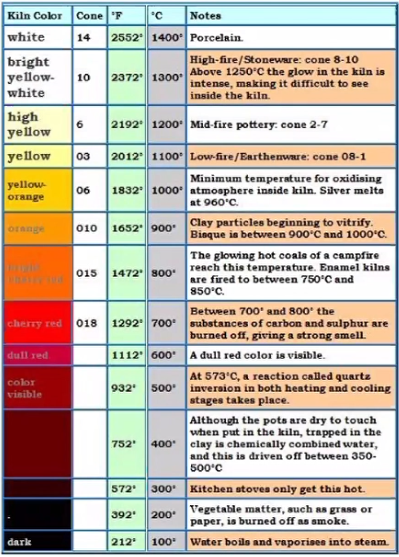 Kiln Color Cone °F °C Notes
white 14 2552° 1400° Porcelain.
bright
yellow-
white
10 2372° 1300°
High-fire/Stoneware: cone 8-10
Above 1250°C the glow in the kiln is
intense, making it difficult to see
inside the kiln.
high
yellow
6 2192° 1200° Mid-fire pottery: cone 2-7
yellow 03 2012° 1100° Low-fire/Earthenware: cone 08-1
yellow-
orange
06 1832° 1000°
Minimum temperature for oxidising
atmosphere inside kiln. Silver melts
at 960°C.
orange 010 1652° 900°
Clay particles beginning to vitrify.
Bisque is between 900°C and 1000°C.
cherry red
015 1472° 800°
The glowing hot coals of a campfire
reach this temperature. Enamel kilns
are fired to between 750°C and
850°C.
cherry red 018 1292° 700°
Between 700° and 800° the
substances of carbon and sulphur are
burned off, giving a strong smell.
dull red 1112° 600° A dull red color is visible.
color
visible
932° 500°
At 573°C, a reaction called quartz
inversion in both heating and cooling
stages takes place.
752° 400°
Although the pots are dry to touch
when put in the kiln, trapped in the
clay is chemically combined water,
and this is driven off between 350-
500°C
572° 300° Kitchen stoves only get this hot.
392° 200°
Vegetable matter, such as grass or
paper, is burned off as smoke.
dark 212° 100° Water boils and vaporises into steam.